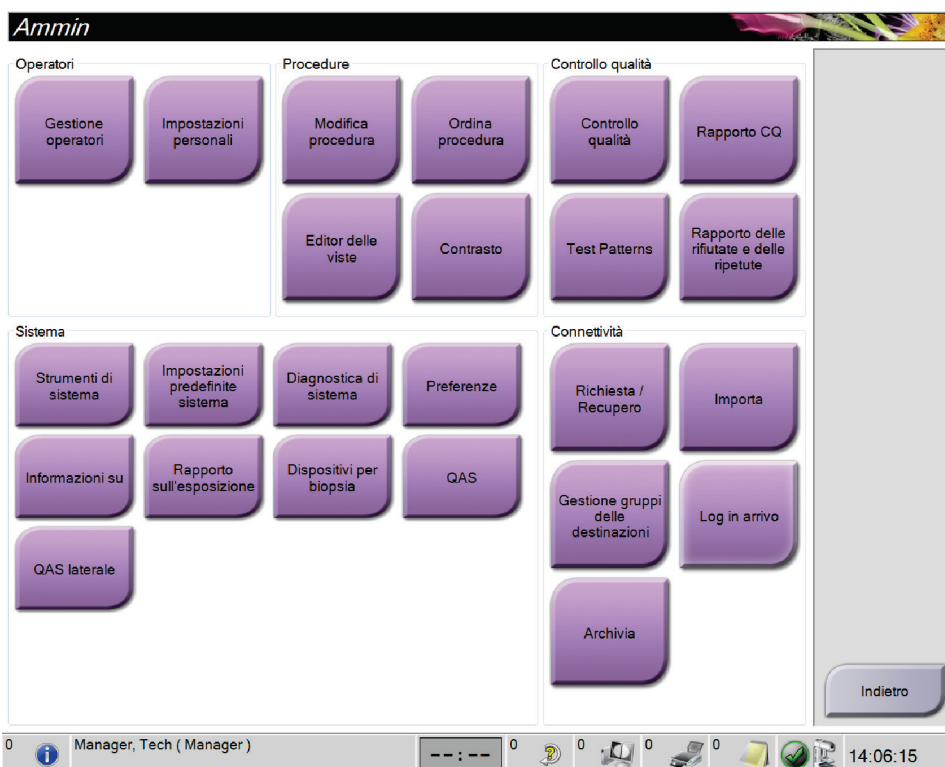 Ammin
Operatori
Gestione
operatori
Impostazioni
personali
Procedure
Modifica
procedura
Ordina
procedura
Editor delle
viste
Contrasto
Controllo qualità
Controllo
qualità
Rapporto CQ
Test Patterns
Rapporto delle
rifiutate e delle
ripetute
Sistema
Strumenti di
sistema
Impostazioni
predefinite
sistema
Diagnostica di
sistema
Preferenze
Informazioni su
Rapporto
sull'esposizione
Dispositivi per
biopsia
QAS
QAS laterale
Connettività
Richiesta /
Recupero
Importa
Gestione gruppi
delle
destinazioni
Log in arrivo
Archivia
Indietro
0
Manager, Tech ( Manager )
--:--
0
0
0
0
14:06:15